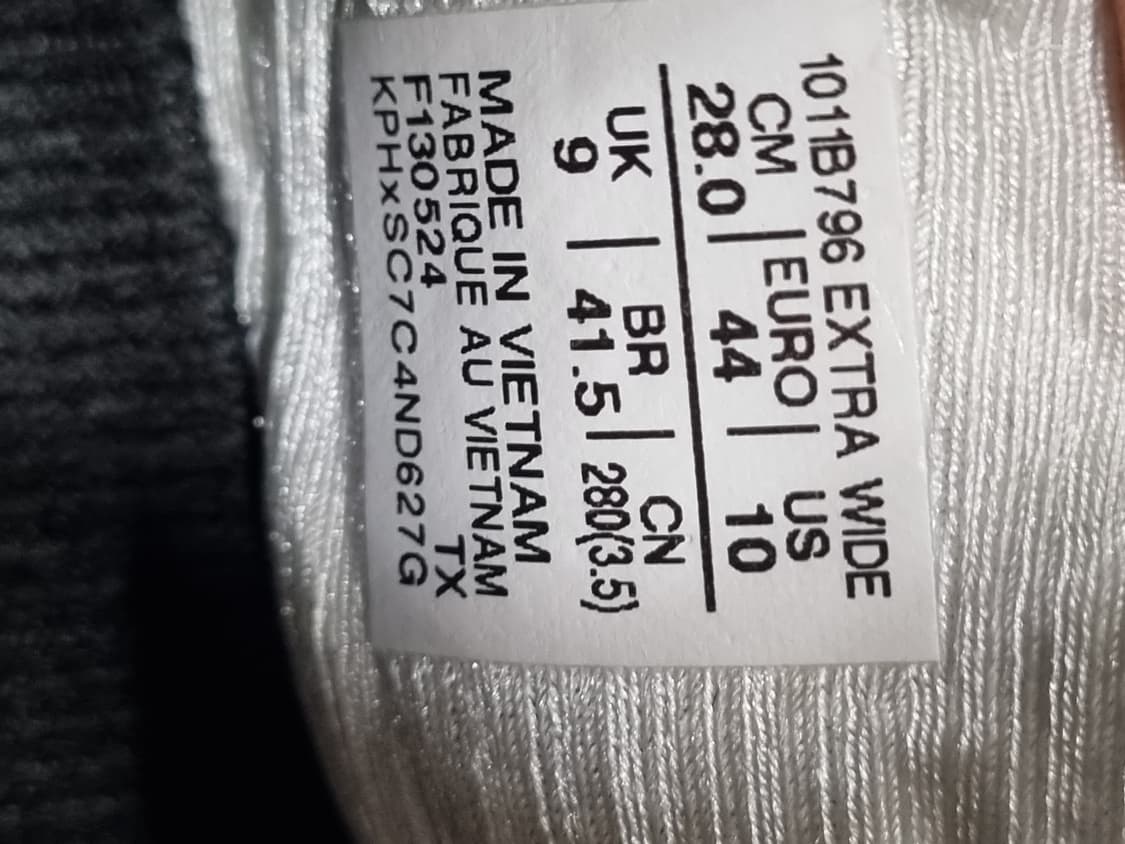 1011B796 EXTRA WIDE
CM | EURO | US
28.0 | 44 | 10
UK | BR | CN
9 | 41.5 | 280(3.5)
MADE IN VIETNAM
FABRIQUE AU VIETNAM
F130524 TX
KPHxSC7C4ND627G